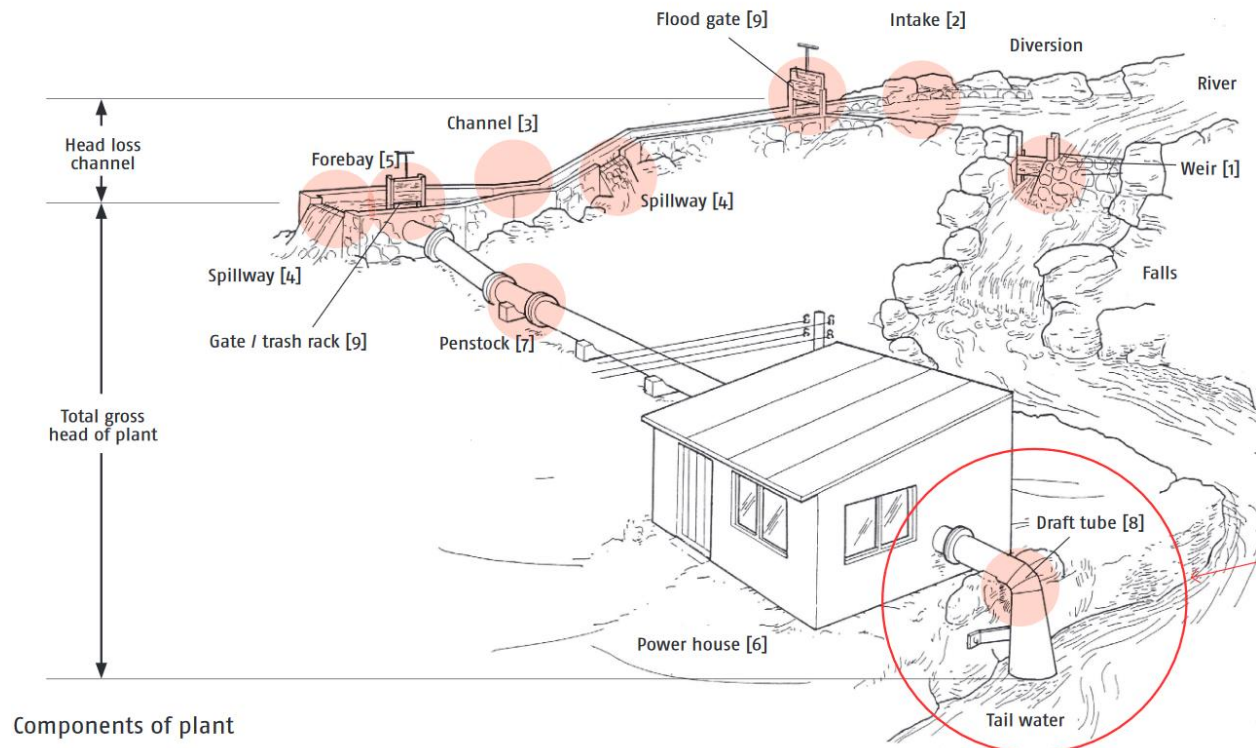 Flood gate [9]
Intake [2]
Diversion
River
Head loss
channel
Channel [3]
Forebay [5]
Weir [1]
Spillway [4]
Spillway [4]
Falls
Gate / trash rack [9]
Penstock [7]
Total gross
head of plant
Draft tube [8]
Power house [6]
Tail water
Components of plant